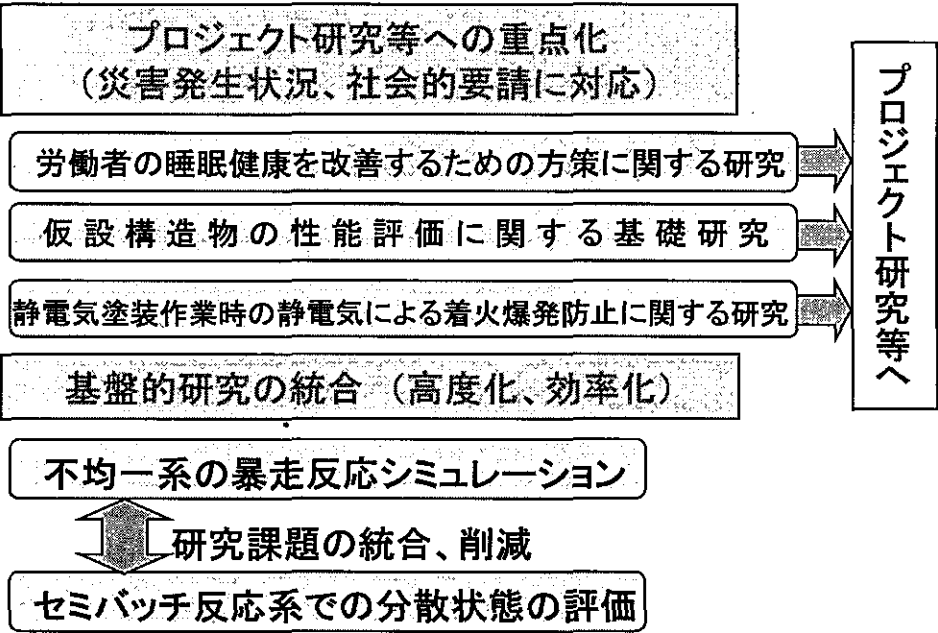 プロジェクト研究等への重点化
（災害発生状況、社会的要請に対応）
労働者の睡眠健康を改善するための方策に関する研究
仮設構造物の性能評価に関する基礎研究
静電気塗装作業時の静電気による着火爆発防止に関する研究
プロジェクト研究等へ
基盤的研究の統合（高度化、効率化）
不均一系の暴走反応シミュレーション
研究課題の統合、削減
セミバッチ反応系での分散状態の評価